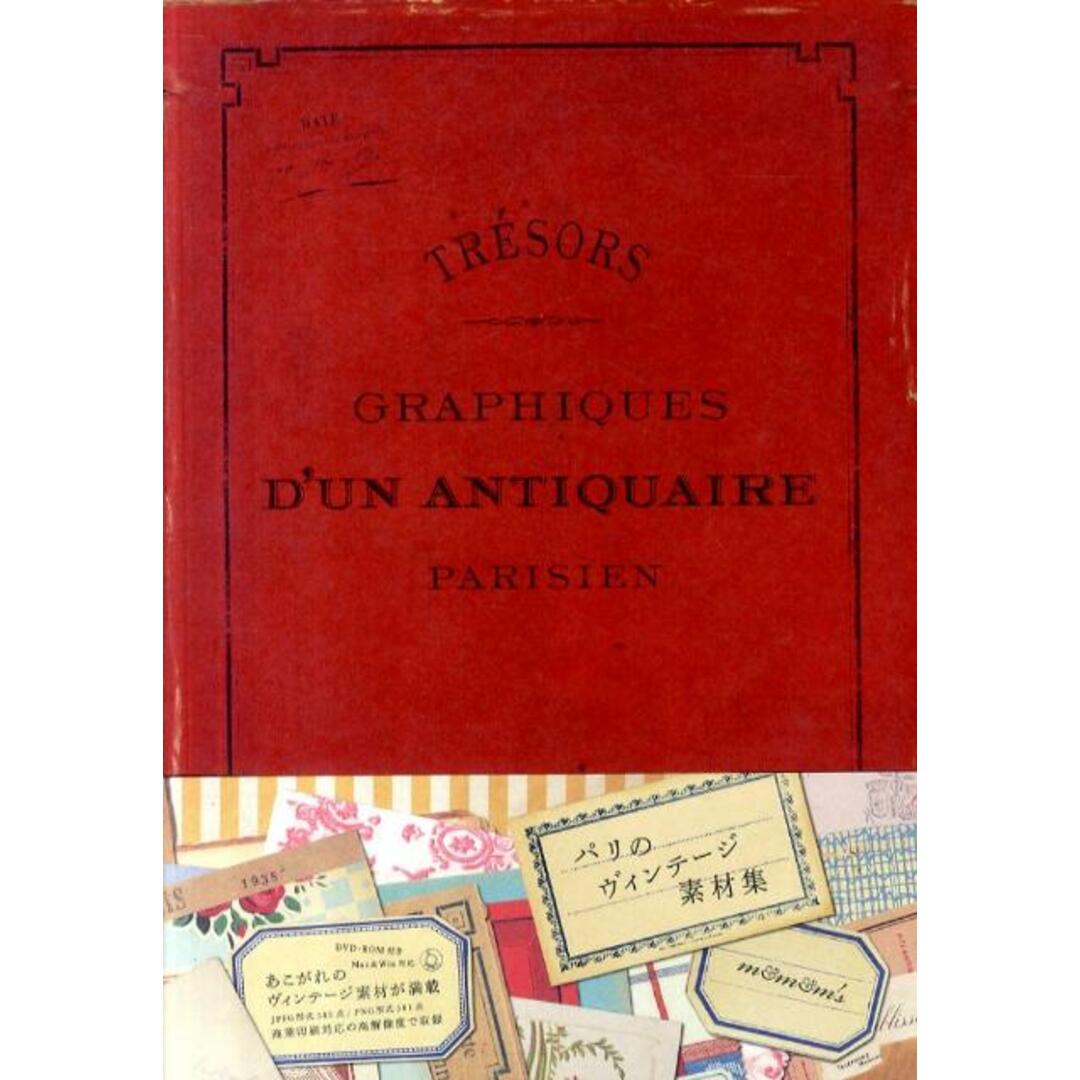 DATE
TRÉSORS
GRAPHIQUES
D'UN ANTIQUAIRE
PARISIEN
パリの
ヴィンテージ
素材集
1935
DVD-ROM付き
Mac&Win対応
あこがれの
ヴィンテージ素材が満載
商業印刷対応の高解像度で収録
m&m&m's